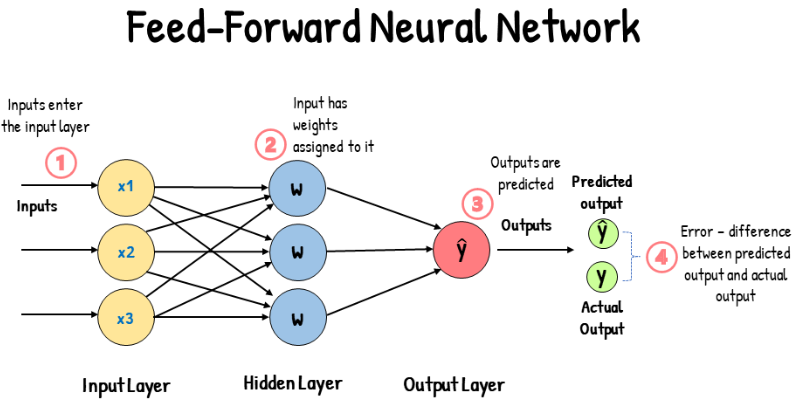 Feed-Forward Neural Network
Inputs enter
the input layer
1
Inputs
x1
x2
x3
Input Layer
Input has
weights
assigned to it
2
w
w
w
Hidden Layer
3
Outputs are
predicted
Outputs
ŷ
Output Layer
Predicted
output
ŷ
y
Actual
Output
4
Error - difference
between predicted
output and actual
output